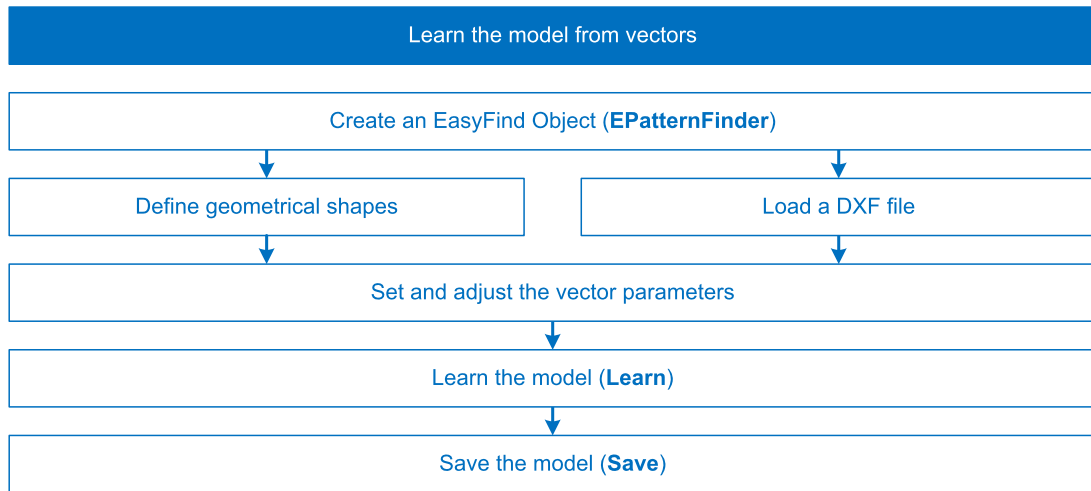 Learn the model from vectors
Create an EasyFind Object (EPatternFinder)
Define geometrical shapes
Load a DXF file
Set and adjust the vector parameters
Learn the model (Learn)
Save the model (Save)